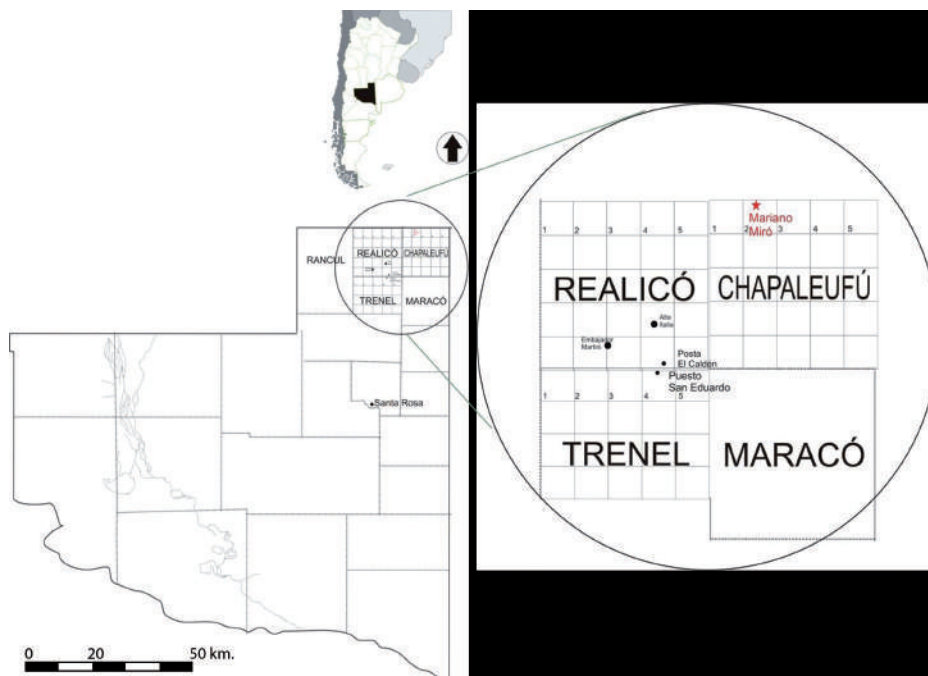 RANCUL
REALICÓ
CHAPALEUFÚ
TRENEL
MARACÓ
Santa Rosa
0 20 50 km.
Mariano
Miró
1 2 3 4 5 1 2 3 4 5
REALICÓ
CHAPALEUFÚ
Alta
Italia
Embajador
Martini
Posta
El Caldén
Puesto
San Eduardo
1 2 3 4 5
TRENEL
MARACÓ